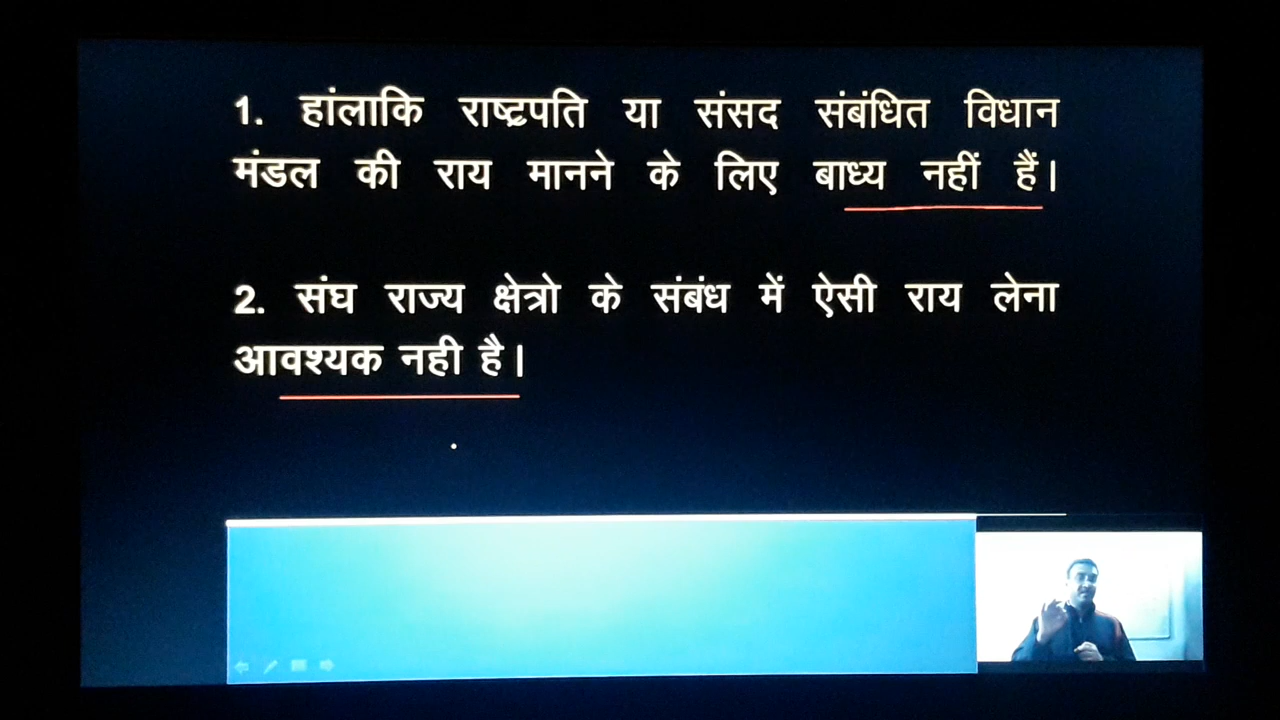 1. हांलाकि राष्ट्रपति या संसद संबंधित विधान
मंडल की राय मानने के लिए बाध्य नहीं हैं।
2. संघ राज्य क्षेत्रो के संबंध में ऐसी राय लेना
आवश्यक नही है।